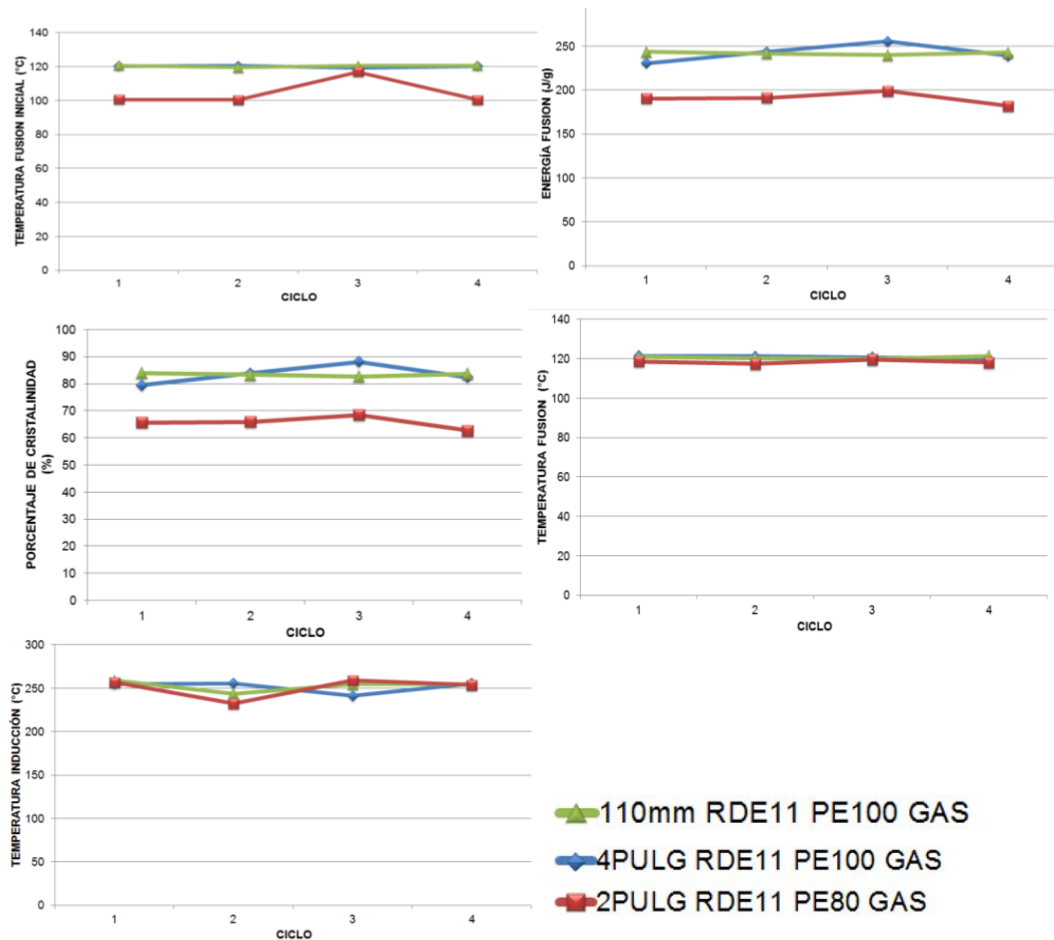 TEMPERATURA FUSION INICIAL (°C)
140
120
100
80
60
40
20
0
1 2 3 4
CICLO
ENERGÍA FUSION (J/g)
250
200
150
100
50
0
1 2 3 4
CICLO
PORCENTAJE DE CRISTALINIDAD
(%)
100
90
80
70
60
50
40
30
20
10
0
1 2 3 4
CICLO
TEMPERATURA FUSION (°C)
140
120
100
80
60
40
20
0
1 2 3 4
CICLO
TEMPERATURA INDUCCIÓN (°C)
300
250
200
150
100
50
0
1 2 3 4
CICLO
110mm RDE11 PE100 GAS
4PULG RDE11 PE100 GAS
2PULG RDE11 PE80 GAS